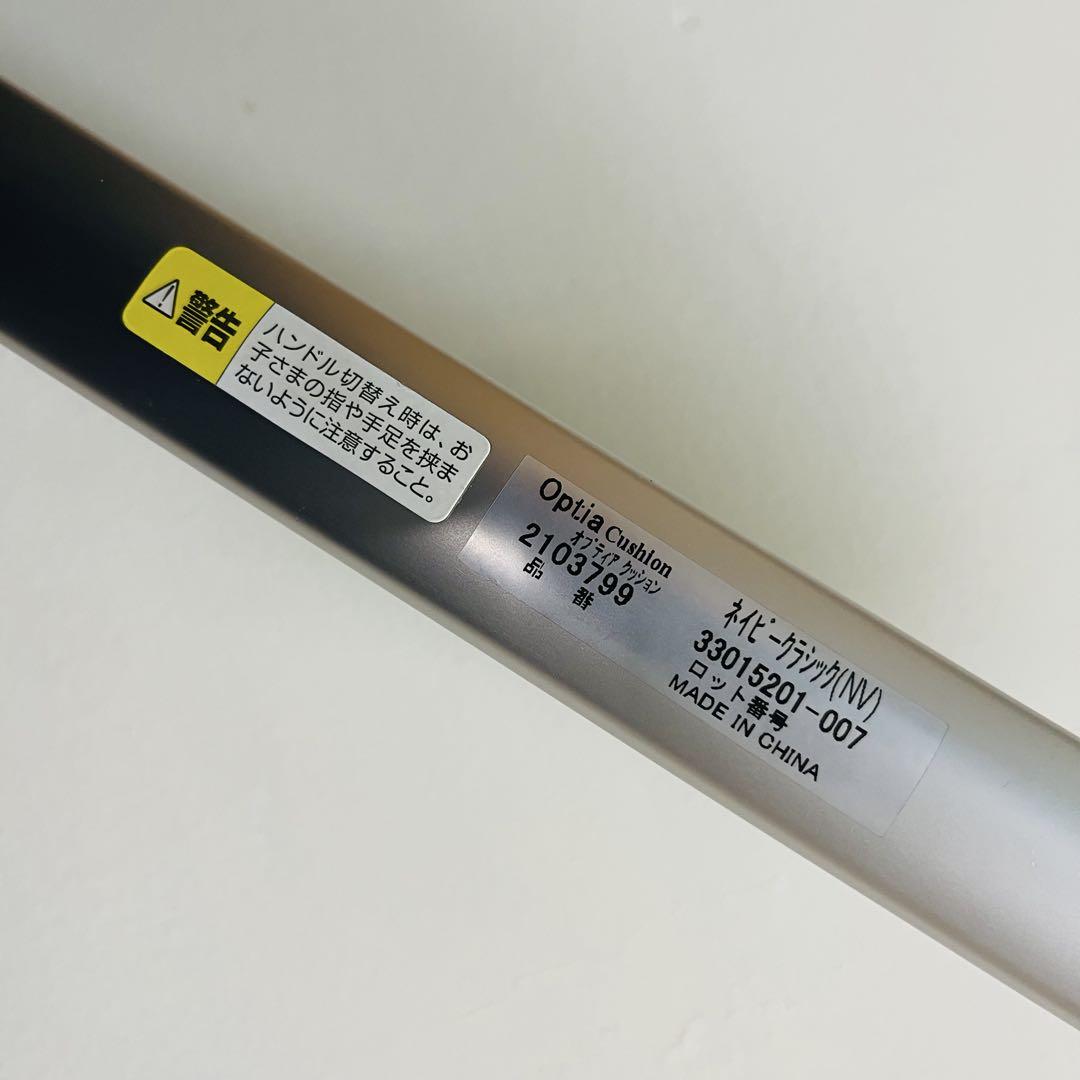 警告
ハンドル切替え時は、お
子さまの指や手足を挟ま
ないように注意すること。
Optia Cushion
オプティア クッション
2103799
品 番
ネイビークラシック(NV)
33015201-007
ロット番号
MADE IN CHINA